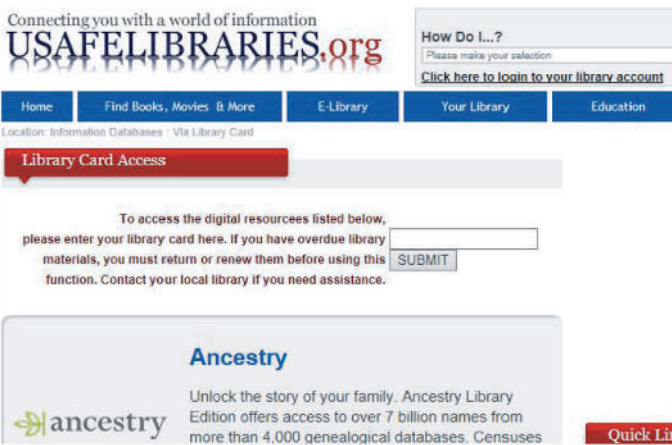 Connecting you with a world of information
USAFELIBRARIES.org
How Do I...?
Please make your selection
Click here to login to your library account
Home Find Books, Movies & More E-Library Your Library Education
Location: Information Databases : Via Library Card
Library Card Access
To access the digital resourcees listed below,
please enter your library card here. If you have overdue library
materials, you must return or renew them before using this
function. Contact your local library if you need assistance.
SUBMIT
Ancestry
Unlock the story of your family. Ancestry Library
Edition offers access to over 7 billion names from
more than 4,000 genealogical databases. Censuses
ancestry
Quick Li